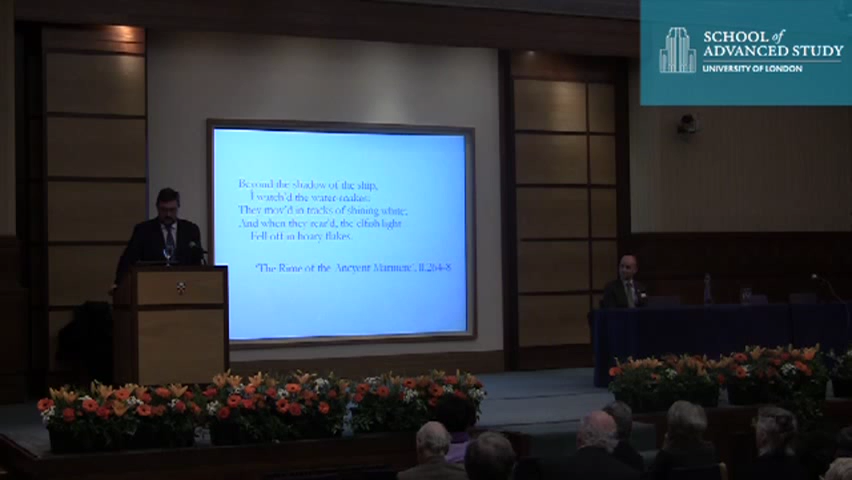 SCHOOL of
ADVANCED STUDY
UNIVERSITY OF LONDON
Beyond the shadow of the ship,
I watch'd the water-snakes:
They mov'd in tracks of shining white;
And when they rear'd, the elfish light
Fell off in hoary flakes.
'The Rime of the Ancyent Marinere', ll.264-8